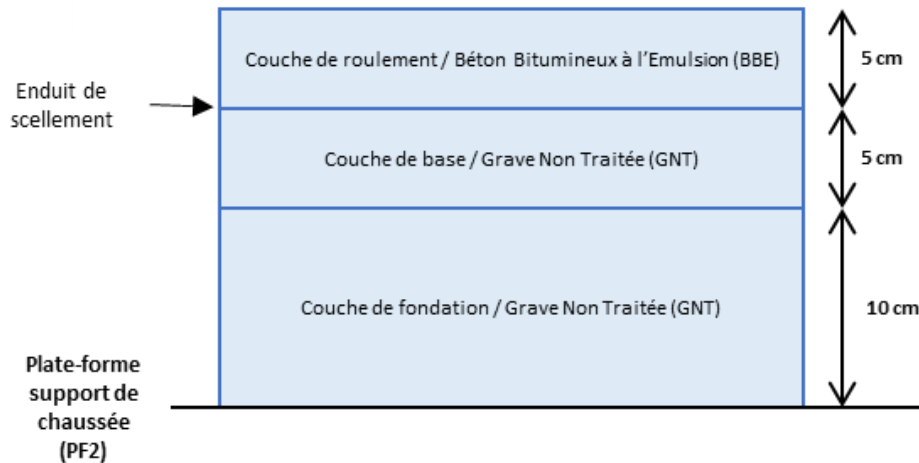 Couche de roulement / Béton Bitumineux à l'Emulsion (BBE)
5 cm
Enduit de
scellement
Couche de base / Grave Non Traitée (GNT)
5 cm
Couche de fondation / Grave Non Traitée (GNT)
10 cm
Plate-forme
support de
chaussée
(PF2)